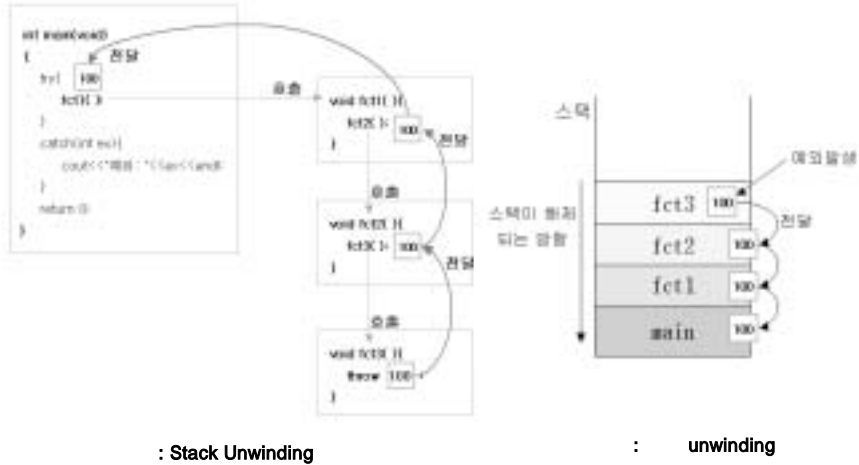 int main(void)
{
전달
try{ 100
fct1( );
}
catch(int ex){
cout<<"예외 : "<<ex<<endl;
}
return 0;
}
호출
void fct1( ){
fct2( ); 100
}
전달
호출
void fct2( ){
fct3( ); 100
}
전달
호출
void fct3( ){
throw 100;
}
: Stack Unwinding
스택
예외발생
fct3 100
전달
스택이 해제
되는 방향
fct2 100
fct1 100
main 100
: unwinding